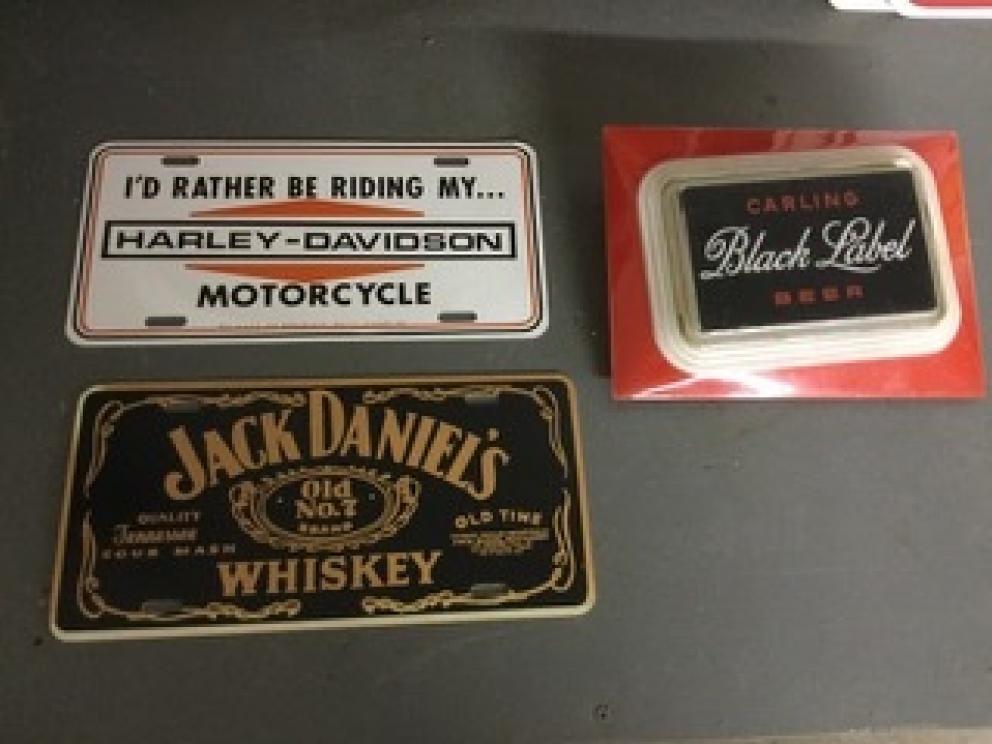 I'D RATHER BE RIDING MY...
HARLEY-DAVIDSON
MOTORCYCLE
CARLING
Black Label
BEER
JACK DANIEL'S
Old
No. 7
BRAND
QUALITY
Tennessee
SOUR MASH
OLD TIME
WHISKEY